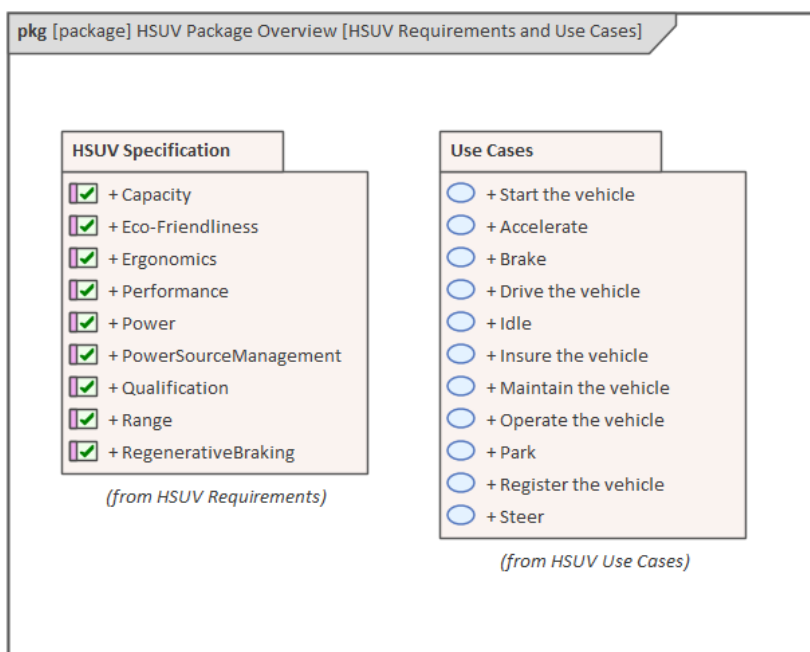 pkg [package] HSUV Package Overview [HSUV Requirements and Use Cases]
HSUV Specification
+ Capacity
+ Eco-Friendliness
+ Ergonomics
+ Performance
+ Power
+ PowerSourceManagement
+ Qualification
+ Range
+ RegenerativeBraking
(from HSUV Requirements)
Use Cases
+ Start the vehicle
+ Accelerate
+ Brake
+ Drive the vehicle
+ Idle
+ Insure the vehicle
+ Maintain the vehicle
+ Operate the vehicle
+ Park
+ Register the vehicle
+ Steer
(from HSUV Use Cases)